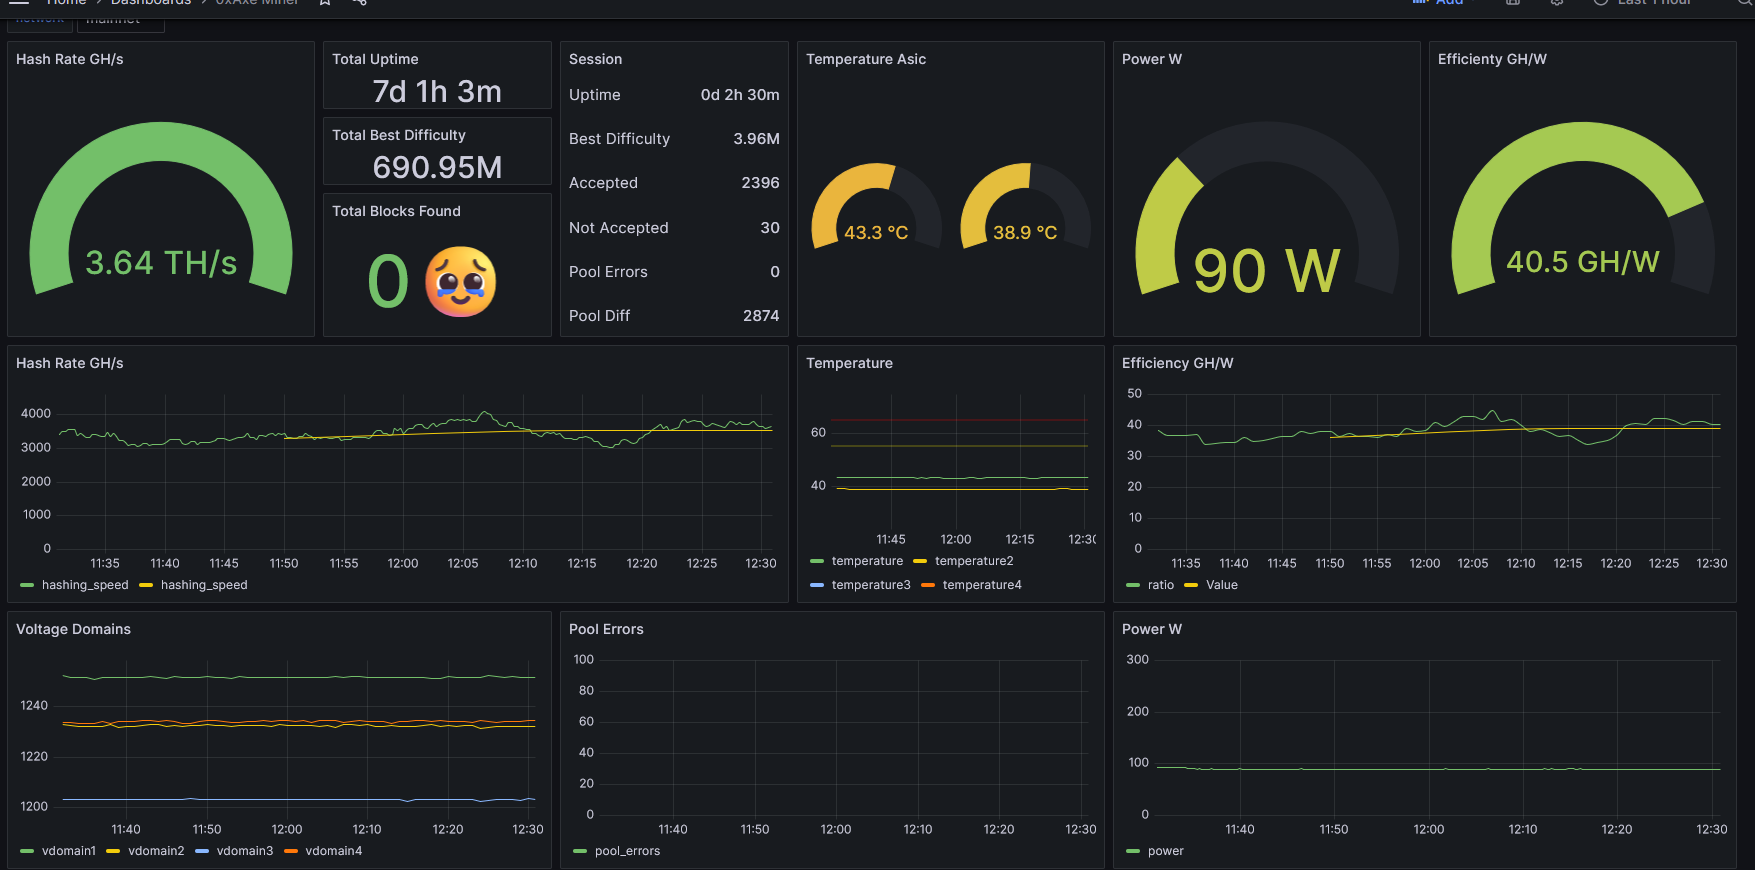 Home > Dashboards > 0xAxe Miner
Add
Last 1 hour
network mainnet
Hash Rate GH/s
3.64 TH/s
Total Uptime
7d 1h 3m
Total Best Difficulty
690.95M
Total Blocks Found
0 🥹
Session
Uptime 0d 2h 30m
Best Difficulty 3.96M
Accepted 2396
Not Accepted 30
Pool Errors 0
Pool Diff 2874
Temperature Asic
43.3 °C
38.9 °C
Power W
90 W
Efficienty GH/W
40.5 GH/W
Hash Rate GH/s
4000
3000
2000
1000
0
11:35 11:40 11:45 11:50 11:55 12:00 12:05 12:10 12:15 12:20 12:25 12:30
hashing_speed hashing_speed
Temperature
60
40
11:45 12:00 12:15 12:30
temperature temperature2
temperature3 temperature4
Efficiency GH/W
50
40
30
20
10
0
11:35 11:40 11:45 11:50 11:55 12:00 12:05 12:10 12:15 12:20 12:25 12:30
ratio Value
Voltage Domains
1240
1220
1200
11:40 11:50 12:00 12:10 12:20 12:30
vdomain1 vdomain2 vdomain3 vdomain4
Pool Errors
100
80
60
40
20
0
11:40 11:50 12:00 12:10 12:20 12:30
pool_errors
Power W
300
200
100
0
11:40 11:50 12:00 12:10 12:20 12:30
power